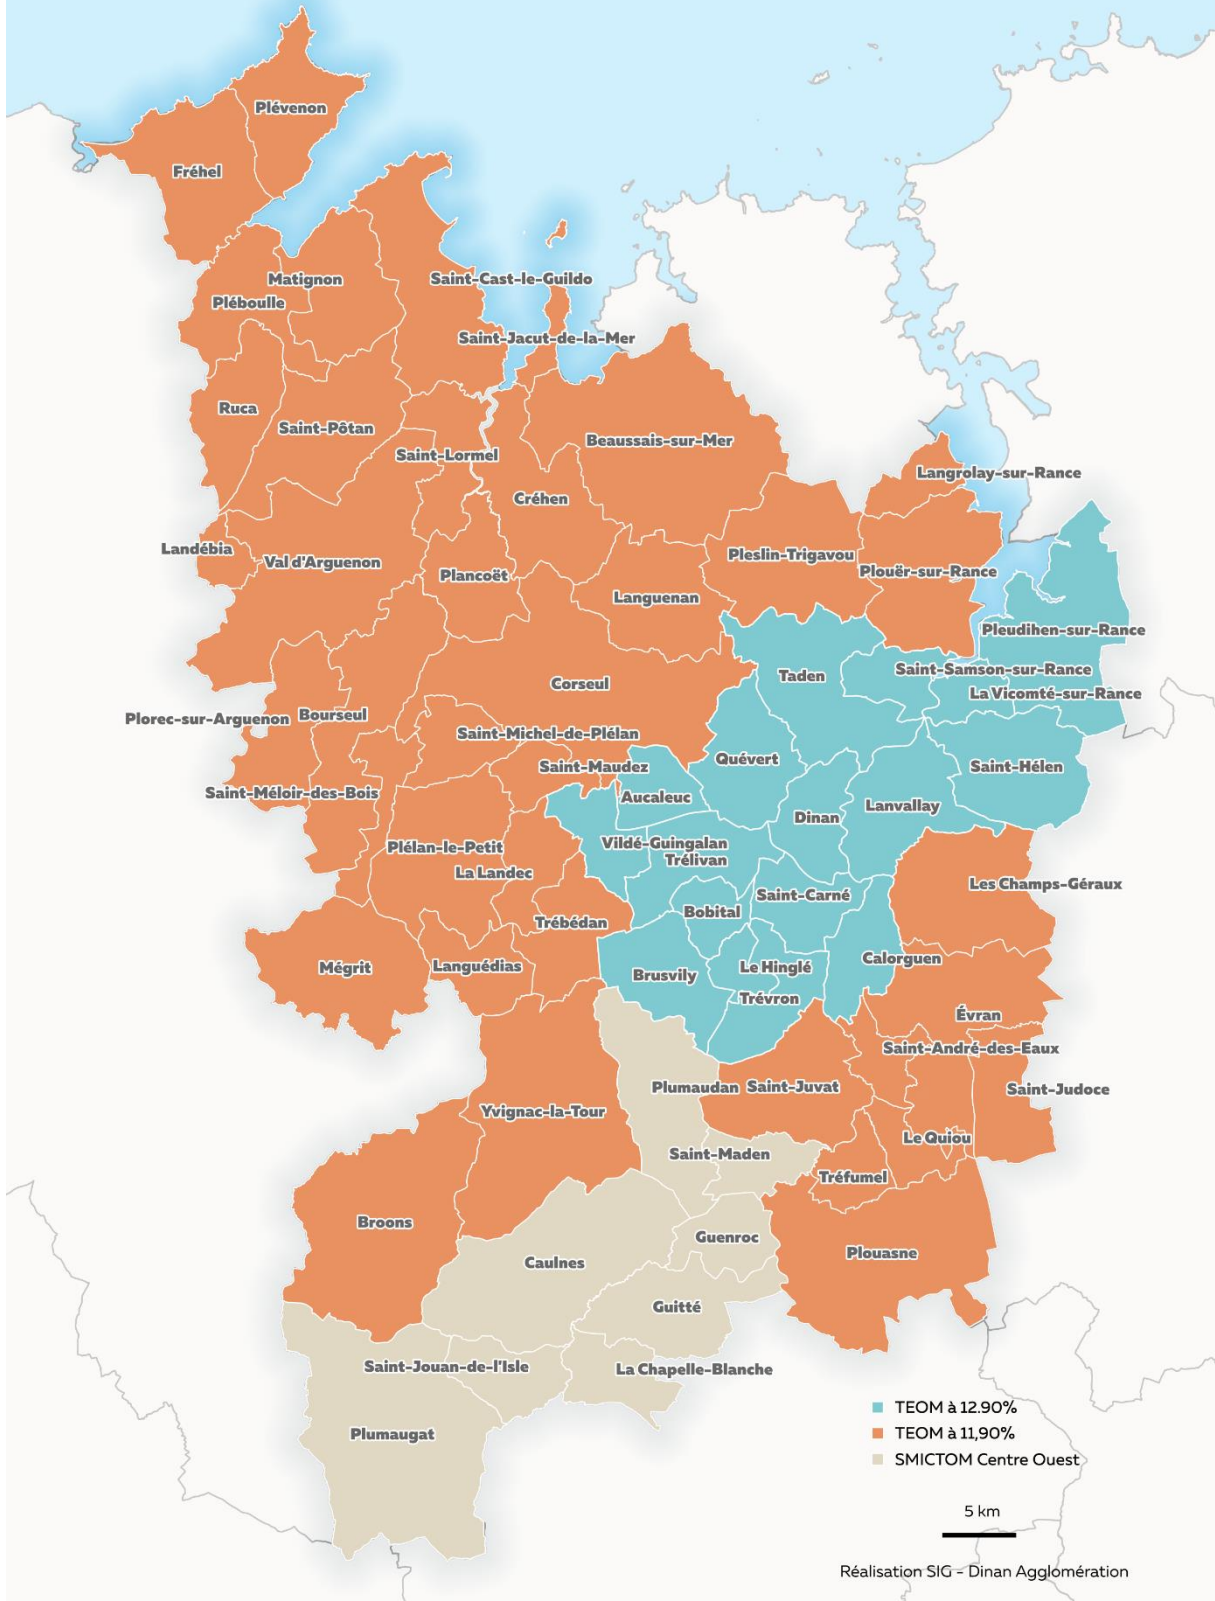 Plévenon
Fréhel
Matignon
Saint-Cast-le-Guildo
Pléboulle
Saint-Jacut-de-la-Mer
Ruca
Saint-Pôtan
Beaussais-sur-Mer
Saint-Lormel
Langrolay-sur-Rance
Créhen
Landébia
Val d'Arguenon
Pleslin-Trigavou
Plancoët
Plouër-sur-Rance
Languenan
Pleudihen-sur-Rance
Saint-Samson-sur-Rance
Taden
Corseul
La Vicomté-sur-Rance
Plorec-sur-Arguenon
Bourseul
Saint-Michel-de-Plélan
Quévert
Saint-Maudez
Saint-Hélen
Saint-Méloir-des-Bois
Aucaleuc
Lanvallay
Dinan
Plélan-le-Petit
Vildé-Guingalan
Trélivan
La Landec
Les Champs-Géraux
Saint-Carné
Bobital
Trébédan
Calorguen
Mégrit
Languédias
Le Hinglé
Brusvily
Trévron
Évran
Saint-André-des-Eaux
Plumaudan
Saint-Juvat
Saint-Judoce
Yvignac-la-Tour
Le Quiou
Saint-Maden
Tréfumel
Broons
Guenroc
Plouasne
Caulnes
Guitté
Saint-Jouan-de-l'Isle
La Chapelle-Blanche
Plumaugat
TEOM à 12.90%
TEOM à 11,90%
SMICTOM Centre Ouest
5 km
Réalisation SIG - Dinan Agglomération